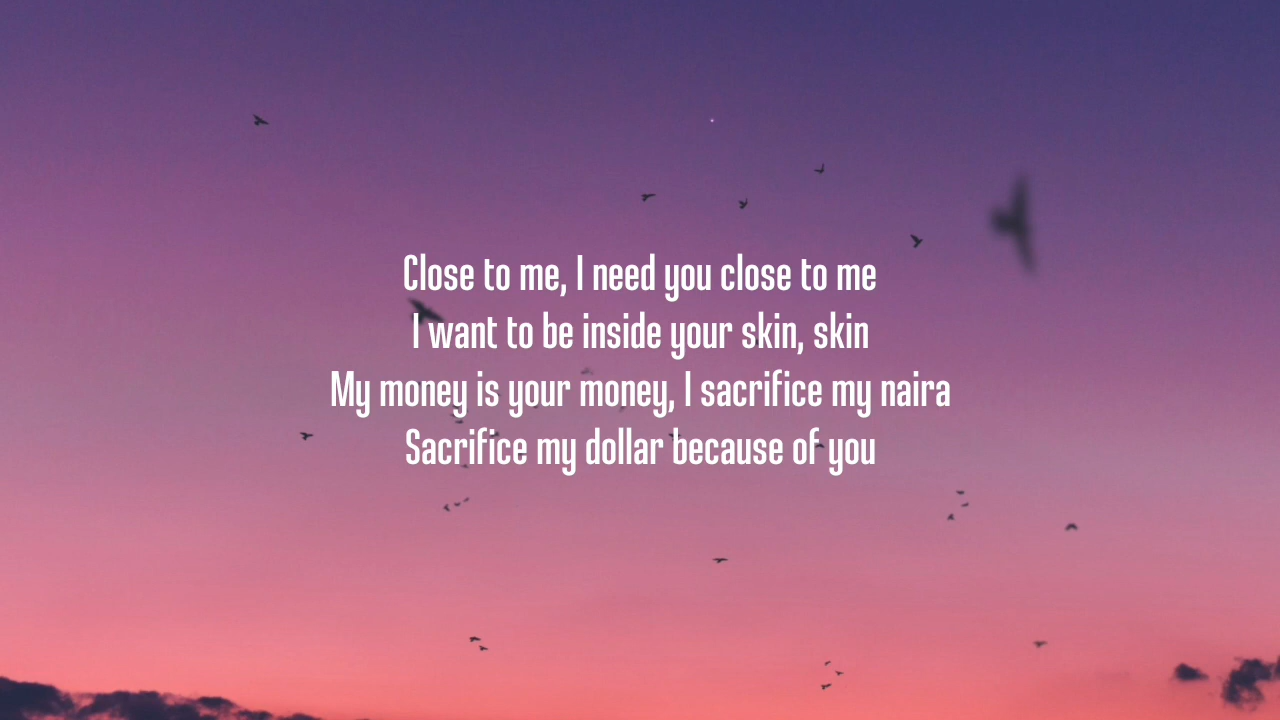 Close to me, I need you close to me
I want to be inside your skin, skin
My money is your money, I sacrifice my naira
Sacrifice my dollar because of you